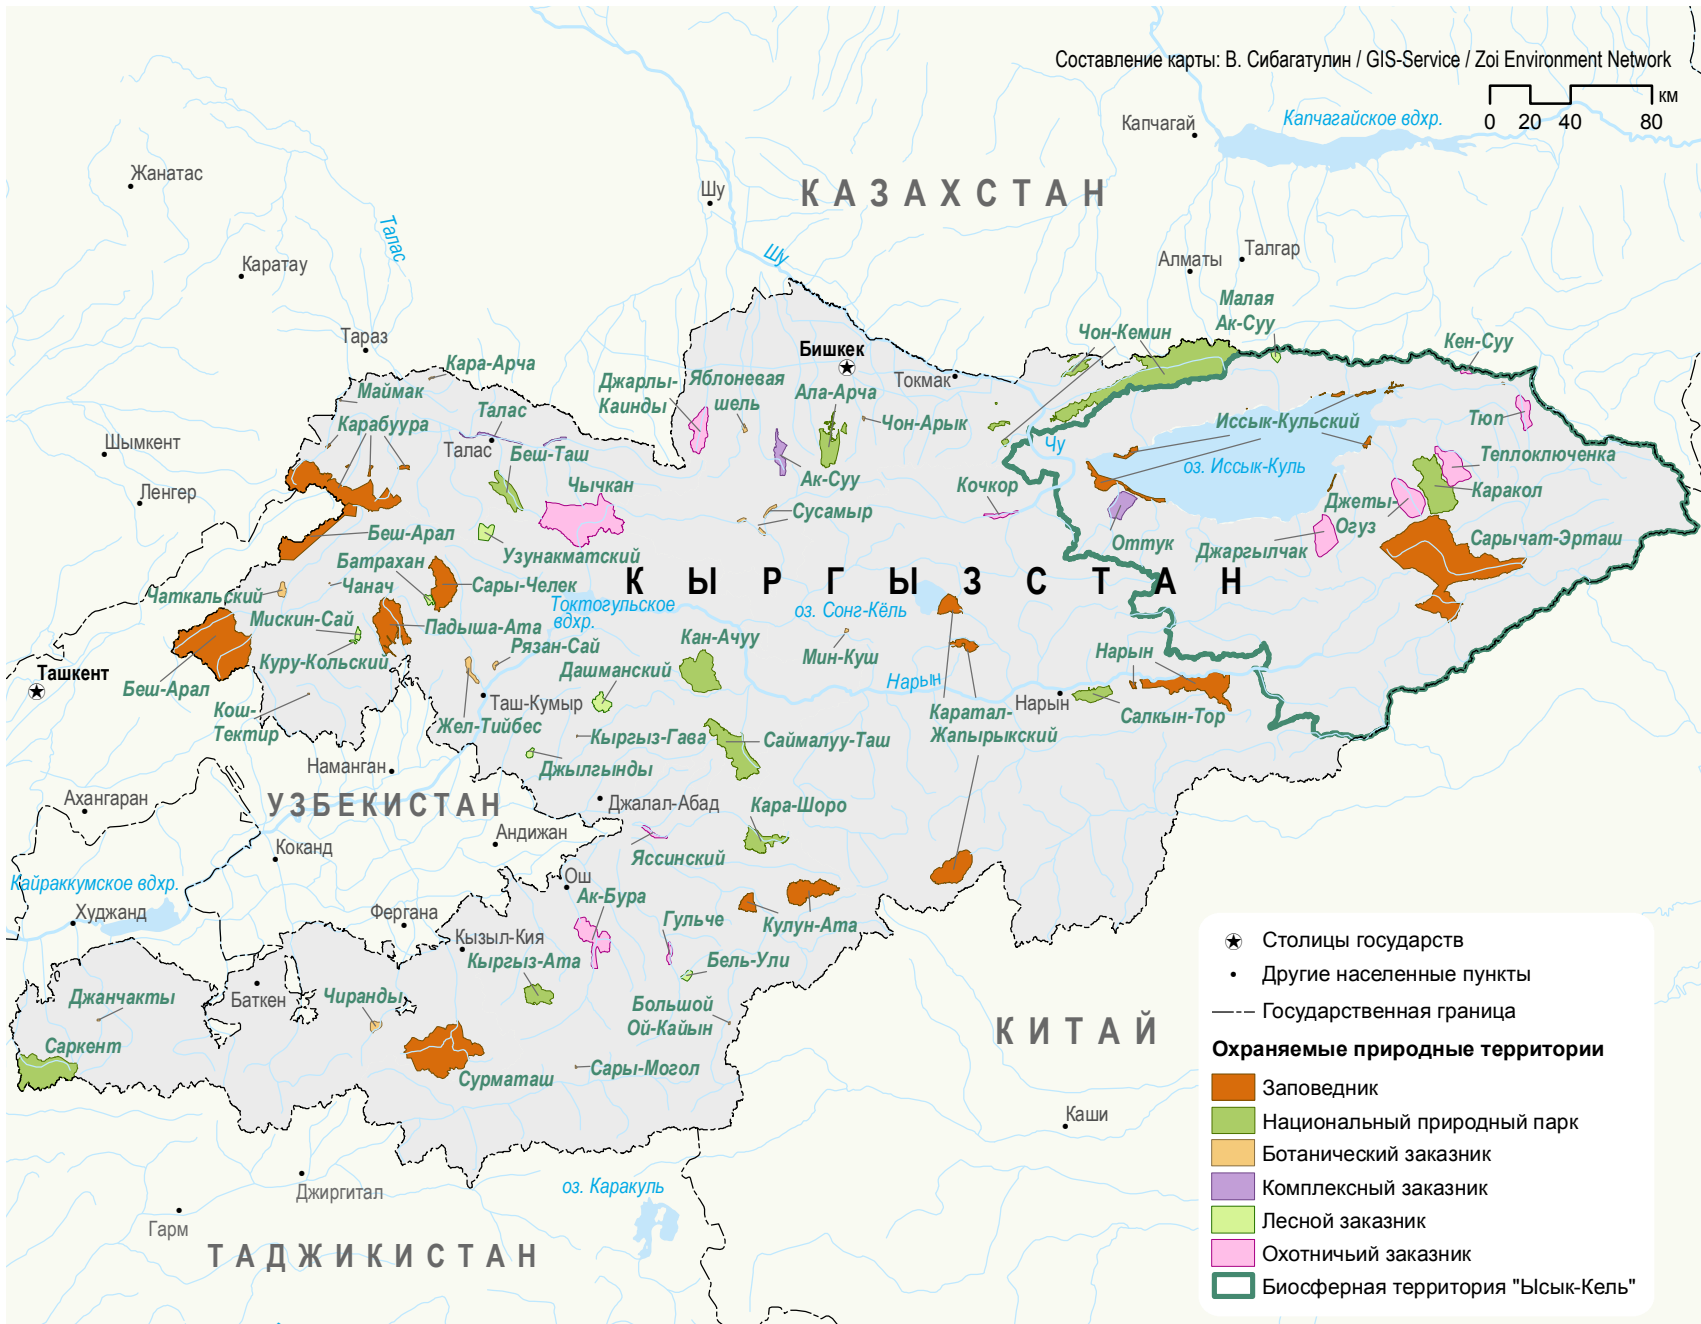 Составление карты: В. Сибагатулин / GIS-Service / Zoi Environment Network
км
0 20 40 80
Капчагай
Капчагайское вдхр.
Жанатас
Шу
КАЗАХСТАН
Талас
Каратау
Шу
Талгар
Алматы
Малая
Ак-Суу
Тараз
Чон-Кемин
Кен-Суу
Бишкек
Кара-Арча
Токмак
Маймак
Джарлы-
Каинды
Яблоневая
щель
Ала-Арча
Талас
Карабуура
Чон-Арык
Иссык-Кульский
Тюп
Шымкент
Талас
Беш-Таш
Чу
Теплоключенка
оз. Иссык-Куль
Ак-Суу
Кочкор
Каракол
Ленгер
Чычкан
Джеты-
Огуз
Сусамыр
Беш-Арал
Оттук
Сарычат-Эрташ
Узунакматский
Джаргылчак
Батрахан
КЫРГЫЗСТАН
Чанач
Сары-Челек
Чаткальский
Токтогульское
вдхр.
оз. Сонг-Кёль
Мискин-Сай
Падыша-Ата
Кан-Ачуу
Рязан-Сай
Мин-Куш
Нарын
Куру-Кольский
Дашманский
Ташкент
Нарын
Беш-Арал
Таш-Кумыр
Нарын
Кош-
Тектир
Каратал-
Жапырыкский
Салкын-Тор
Жел-Тийбес
Кыргыз-Гава
Саймалуу-Таш
Наманган
Джылгынды
Ахангаран
УЗБЕКИСТАН
Джалал-Абад
Кара-Шоро
Андижан
Коканд
Яссинский
Кайраккумское вдхр.
Ош
Ак-Бура
Худжанд
Фергана
Гульче
Кулун-Ата
Кызыл-Кия
Кыргыз-Ата
Бель-Ули
Джанчакты
Баткен
Чиранды
Большой
Ой-Кайын
КИТАЙ
Саркент
Сурматаш
Сары-Могол
Каши
Джиргитал
оз. Каракуль
Гарм
ТАДЖИКИСТАН
Столицы государств
Другие населенные пункты
Государственная граница
Охраняемые природные территории
Заповедник
Национальный природный парк
Ботанический заказник
Комплексный заказник
Лесной заказник
Охотничьий заказник
Биосферная территория "Ысык-Кель"